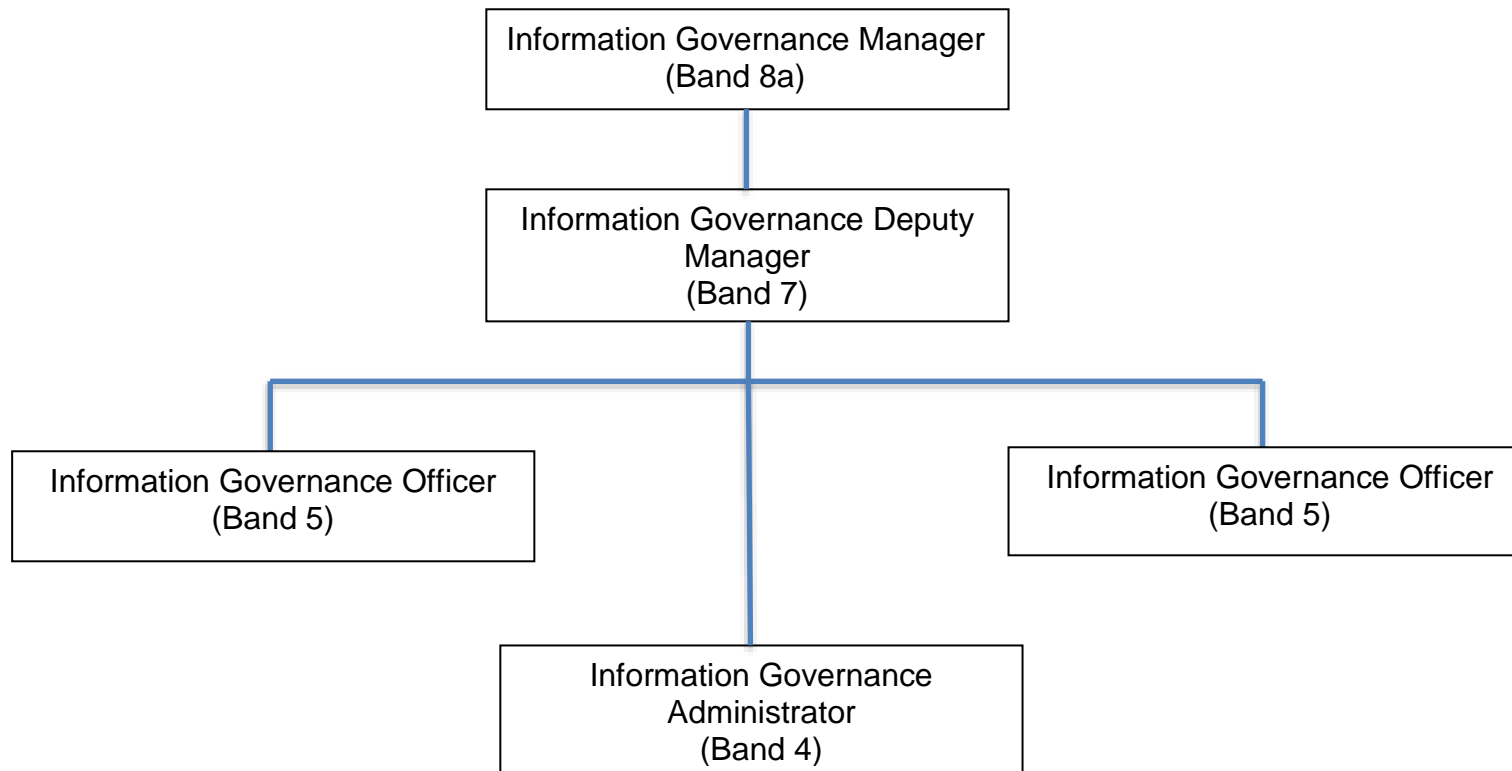 Information Governance Manager
(Band 8a)
Information Governance Deputy
Manager
(Band 7)
Information Governance Officer
(Band 5)
Information Governance Officer
(Band 5)
Information Governance
Administrator
(Band 4)